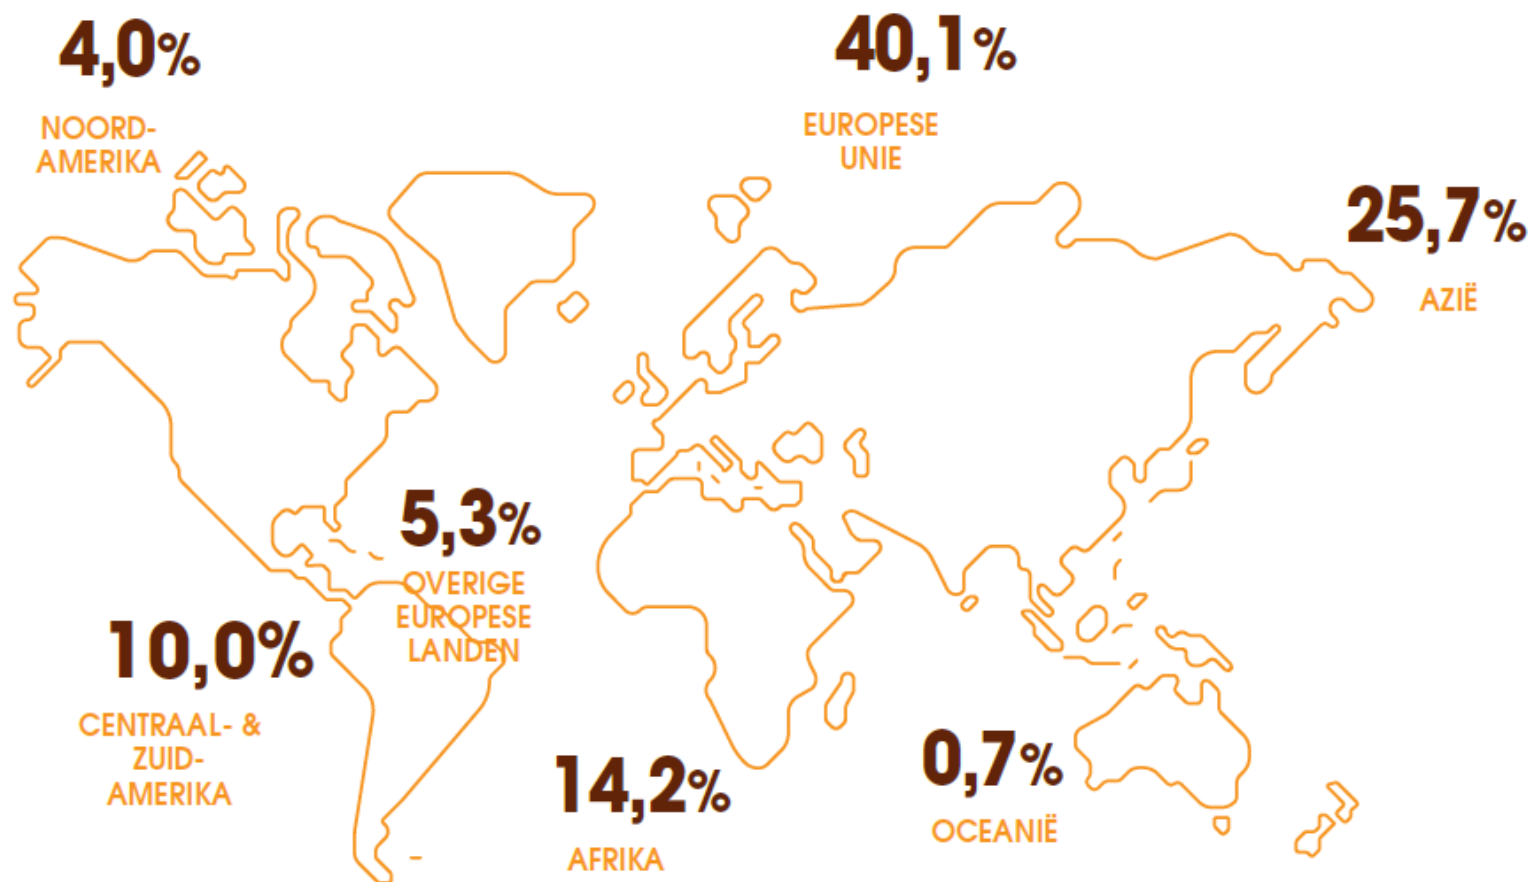 4,0%
NOORD-
AMERIKA
40,1%
EUROPESE
UNIE
25,7%
AZIË
5,3%
OVERIGE
EUROPESE
LANDEN
10,0%
CENTRAAL- &
ZUID-
AMERIKA
14,2%
AFRIKA
0,7%
OCEANIË